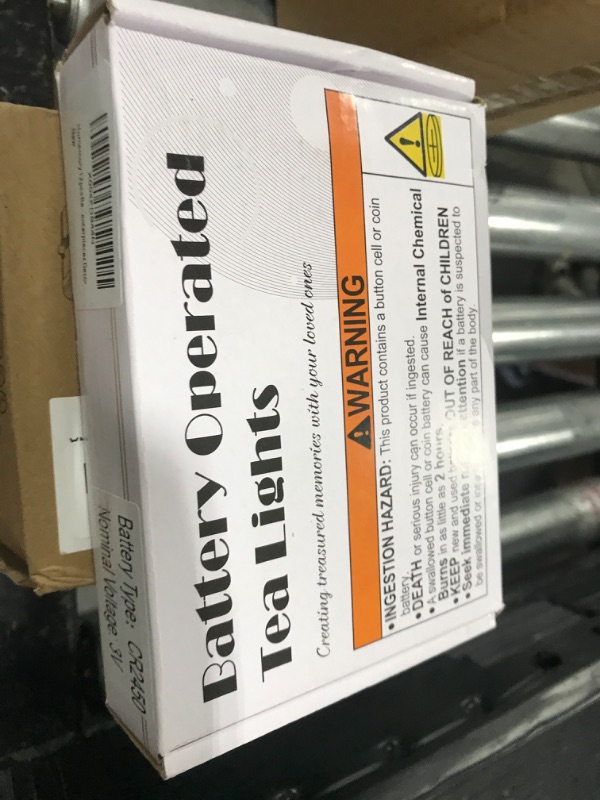 Battery Operated
Tea Lights
Creating treasured memories with your loved ones
WARNING
• INGESTION HAZARD: This product contains a button cell or coin
battery.
• DEATH or serious injury can occur if ingested.
• A swallowed button cell or coin battery can cause Internal Chemical
Burns in as little as 2 hours.
• KEEP new and used OUT OF REACH of CHILDREN
• Seek immediate attention if a battery is suspected to
be swallowed or any part of the body.
Battery Type: CR2450
Nominal Voltage: 3V
New